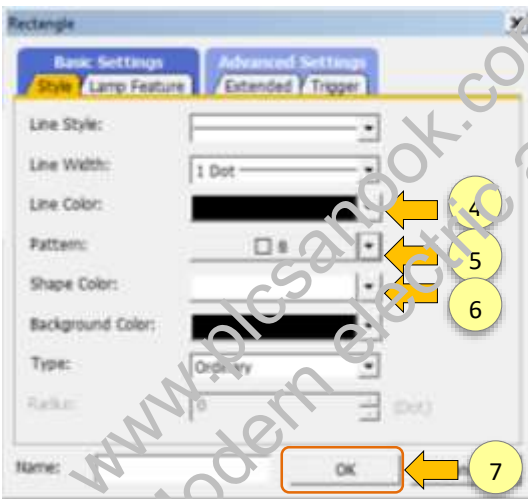 Rectangle
Basic Settings Advanced Settings
Style Lamp Feature Extended Trigger
Line Style:
Line Width: 1 Dot
Line Color: 4
Pattern: 8 5
Shape Color: 6
Background Color:
Type: Ordinary
Radius: 0 (Dot)
Name: OK 7
www.plcsanook.com
modern electric a